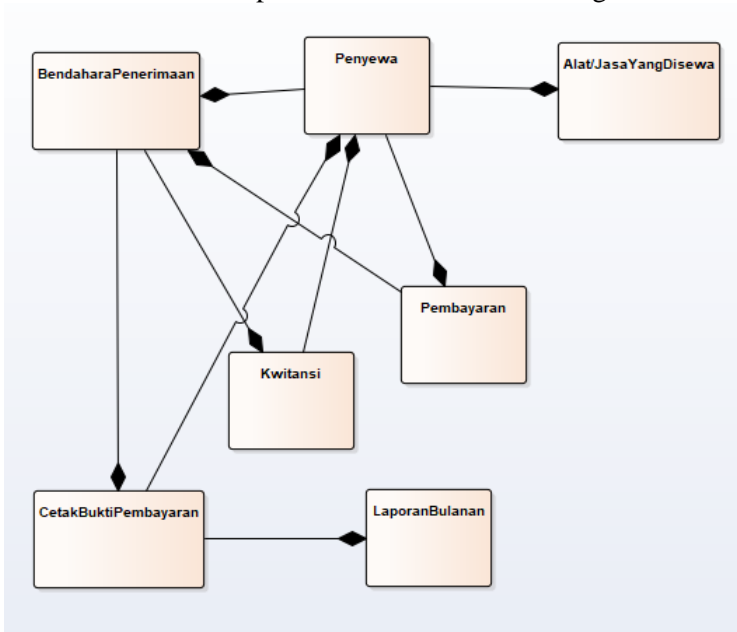 BendaharaPenerimaan
Penyewa
Alat/JasaYangDisewa
Pembayaran
Kwitansi
CetakBuktiPembayaran
LaporanBulanan